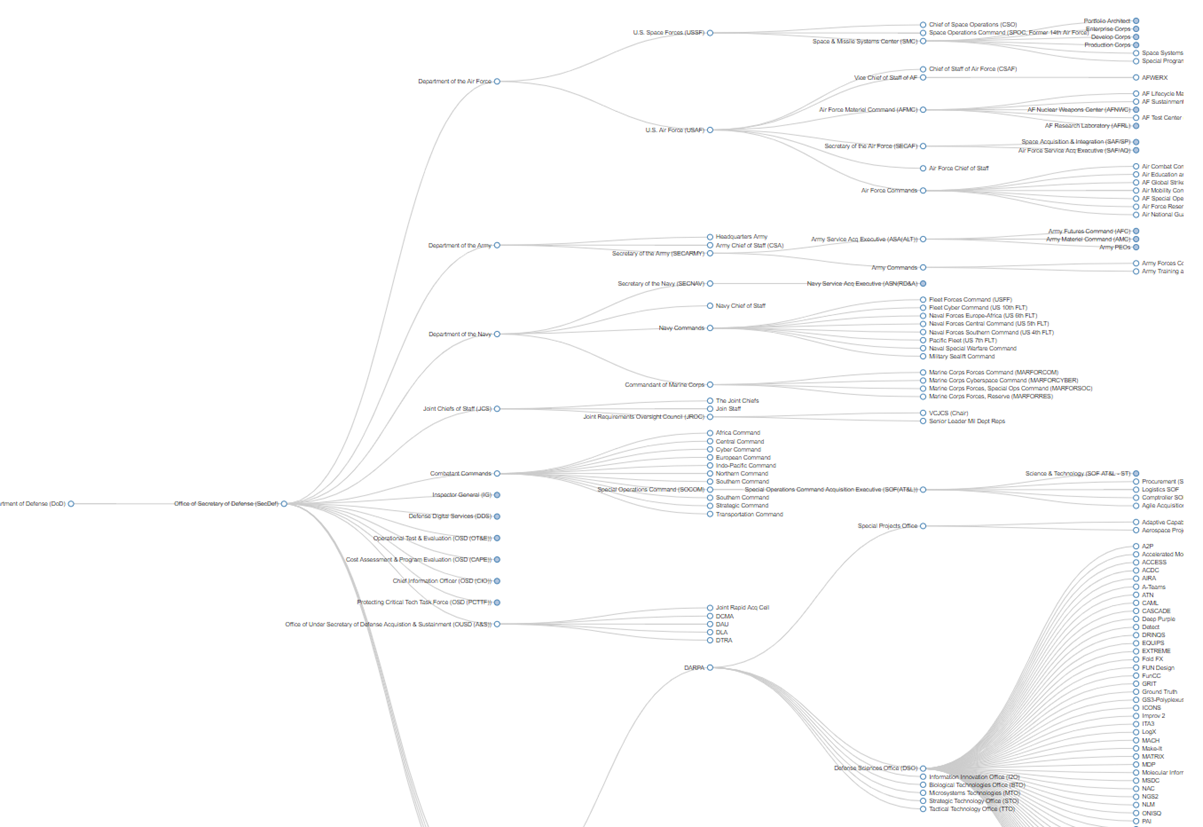 Portfolio Architect
Chief of Space Operations (CSO)
Enterprise Corps
U.S. Space Forces (USSF)
Space Operations Command (SPOC, Former 14th Air Force)
Develop Corps
Space & Missile Systems Center (SMC)
Production Corps
Space Systems
Special Program
Chief of Staff of Air Force (CSAF)
Vice Chief of Staff of AF
AFWERX
Department of the Air Force
AF Lifecycle Ma
AF Sustainment
Air Force Materiel Command (AFMC)
AF Nuclear Weapons Center (AFNWC)
AF Test Center
AF Research Laboratory (AFRL)
U.S. Air Force (USAF)
Space Acquisition & Integration (SAF/SP)
Secretary of the Air Force (SECAF)
Air Force Service Acq Executive (SAF/AQ)
Air Force Chief of Staff
Air Combat Com
Air Education an
AF Global Strike
Air Force Commands
Air Mobility Com
AF Special Ope
Air Force Reser
Air National Gua
Army Futures Command (AFC)
Headquarters Army
Army Service Acq Executive (ASA(ALT))
Army Materiel Command (AMC)
Department of the Army
Army Chief of Staff (CSA)
Army PEOs
Secretary of the Army (SECARMY)
Army Forces Co
Army Commands
Army Training a
Secretary of the Navy (SECNAV)
Navy Service Acq Executive (ASN(RD&A)
Fleet Forces Command (USFF)
Navy Chief of Staff
Fleet Cyber Command (US 10th FLT)
Naval Forces Europe-Africa (US 6th FLT)
Naval Forces Central Command (US 5th FLT)
Navy Commands
Naval Forces Southern Command (US 4th FLT)
Department of the Navy
Pacific Fleet (US 7th FLT)
Naval Special Warfare Command
Military Sealift Command
Marine Corps Forces Command (MARFORCOM)
Marine Corps Cyberspace Command (MARFORCYBER)
Commandant of Marine Corps
Marine Corps Forces, Special Ops Command (MARFORSOC)
Marine Corps Forces, Reserve (MARFORRES)
The Joint Chiefs
Joint Chiefs of Staff (JCS)
Join Staff
VCJCS (Chair)
Joint Requirements Oversight Council (JROC)
Senior Leader Mil Dept Reps
Africa Command
Central Command
Cyber Command
European Command
Indo-Pacific Command
Combatant Commands
Northern Command
Science & Technology (SOF AT&L - ST)
Southern Command
Procurement (S
Special Operations Command (SOCOM)
Special Operations Command Acquisition Executive (SOF(AT&L))
Logistics SOF
Inspector General (IG)
Southern Command
Comptroller SO
rtment of Defense (DoD)
Office of Secretary of Defense (SecDef)
Strategic Command
Agile Acquisition
Transportation Command
Defense Digital Services (DDS)
Special Projects Office
Adaptive Capab
Aerospace Proj
Operational Test & Evaluation (OSD (OT&E))
A2P
Accelerated Mo
Cost Assessment & Program Evaluation (OSD (CAPE))
ACCESS
ACDC
Chief Information Officer (OSD (CIO))
AIRA
A-Teams
ATN
Protecting Critical Tech Task Force (OSD (PCTTF))
CAML
Joint Rapid Acq Cell
CASCADE
DCMA
Deep Purple
Office of Under Secretary of Defense Acquistion & Sustainment (OUSD (A&S))
DAU
Detect
DLA
DRINQS
DTRA
EQUIPS
EXTREME
Fold FX
DARPA
FUN Design
FunCC
GRIT
Ground Truth
GS3-Polyplexus
ICONS
Improv 2
ITA3
LogX
MACH
Make-It
MATRIX
MDP
Defense Sciences Office (DSO)
Molecular Inform
Information Innovation Office (I2O)
MSDC
Biological Technologies Office (BTO)
NAC
Microsystems Technologies (MTO)
NGS2
Strategic Technology Office (STO)
NLM
Tactical Technology Office (TTO)
ONISQ
PAI